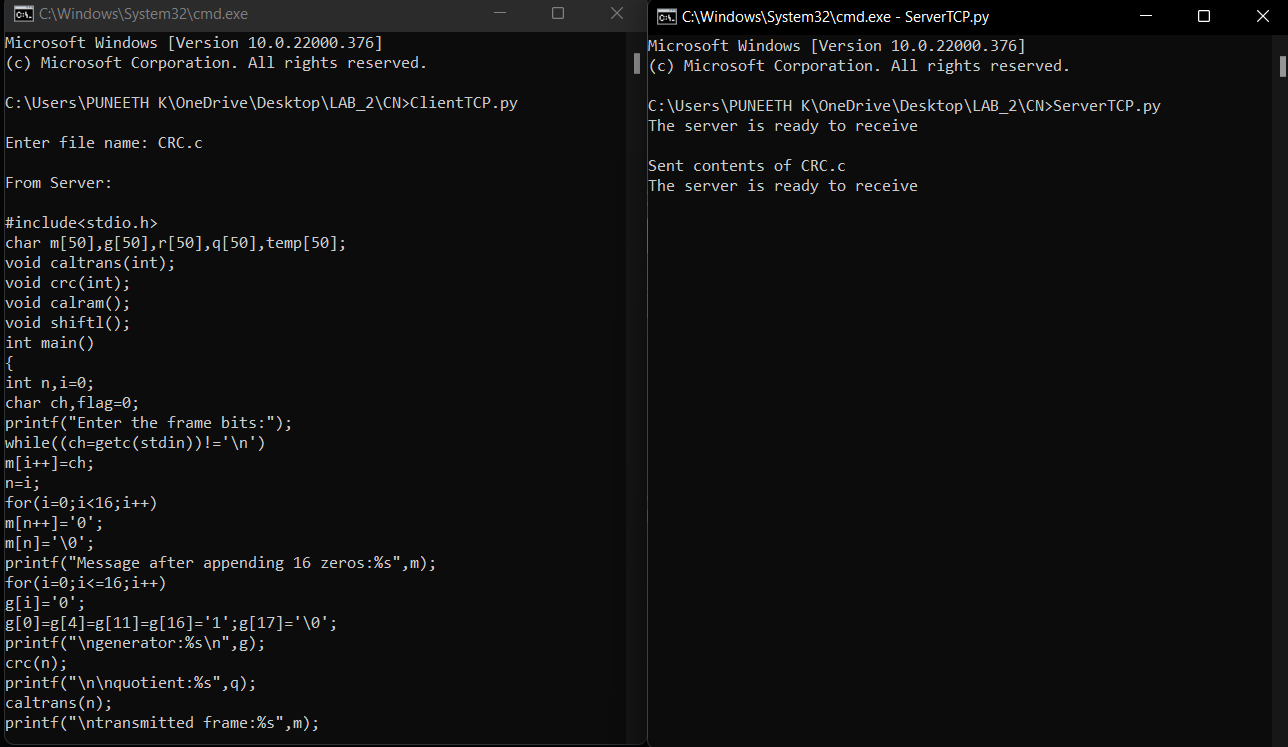 C:\Windows\System32\cmd.exe
Microsoft Windows [Version 10.0.22000.376]
(c) Microsoft Corporation. All rights reserved.
C:\Users\PUNEETH K\OneDrive\Desktop\LAB_2\CN>ClientTCP.py
Enter file name: CRC.c
From Server:
#include<stdio.h>
char m[50],g[50],r[50],q[50],temp[50];
void caltrans(int);
void crc(int);
void calram();
void shiftl();
int main()
{
int n,i=0;
char ch,flag=0;
printf("Enter the frame bits:");
while((ch=getc(stdin))!='\n')
m[i++]=ch;
n=i;
for(i=0;i<16;i++)
m[n++]='0';
m[n]='\0';
printf("Message after appending 16 zeros:%s",m);
for(i=0;i<=16;i++)
g[i]='0';
g[0]=g[4]=g[11]=g[16]='1';g[17]='\0';
printf("\ngenerator:%s\n",g);
crc(n);
printf("\n\nquotient:%s",q);
caltrans(n);
printf("\ntransmitted frame:%s",m);
C:\Windows\System32\cmd.exe - ServerTCP.py
Microsoft Windows [Version 10.0.22000.376]
(c) Microsoft Corporation. All rights reserved.
C:\Users\PUNEETH K\OneDrive\Desktop\LAB_2\CN>ServerTCP.py
The server is ready to receive
Sent contents of CRC.c
The server is ready to receive